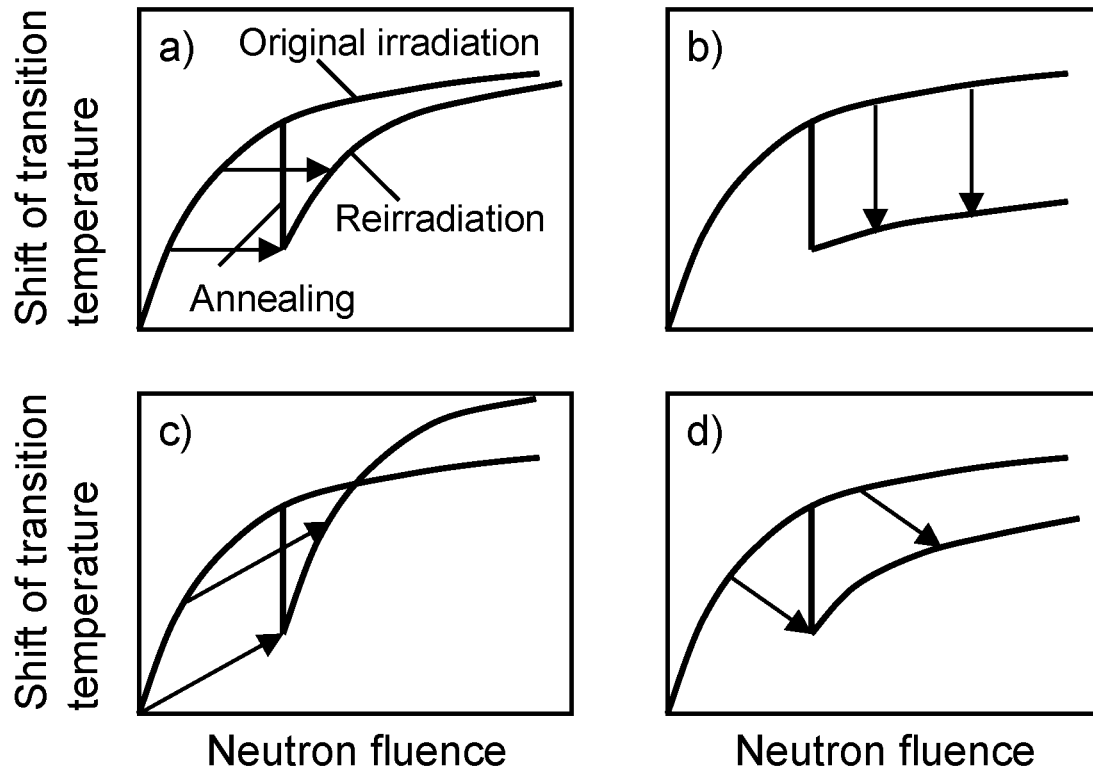 Shift of transition
temperature
a)
Original irradiation
Reirradiation
Annealing
b)
Shift of transition
temperature
c)
d)
Neutron fluence
Neutron fluence